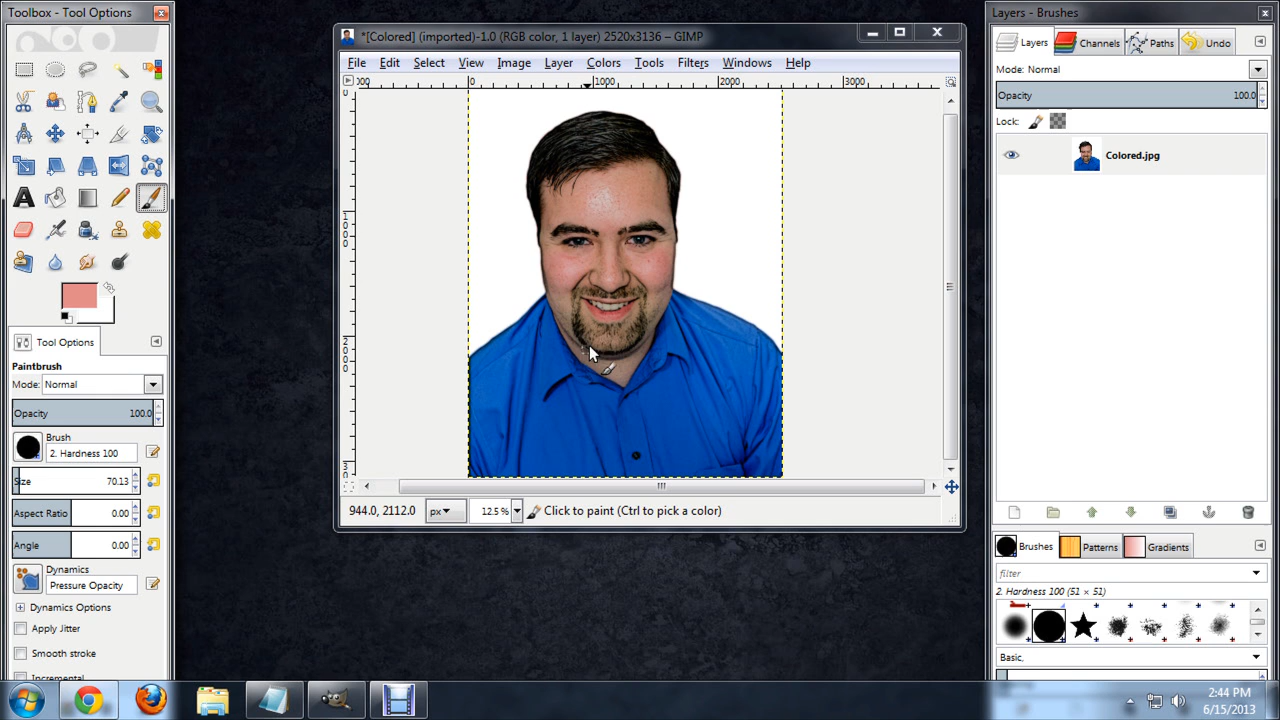 Toolbox - Tool Options
Tool Options
Paintbrush
Mode: Normal
Opacity 100.0
Brush
2. Hardness 100
Size 70.13
Aspect Ratio 0.00
Angle 0.00
Dynamics
Pressure Opacity
Dynamics Options
Apply Jitter
Smooth stroke
Incremental
*[Colored] (imported)-1.0 (RGB color, 1 layer) 2520x3136 – GIMP
File Edit Select View Image Layer Colors Tools Filters Windows Help
0 1000 2000 3000
944.0, 2112.0 px 12.5 % Click to paint (Ctrl to pick a color)
Layers - Brushes
Layers Channels Paths Undo
Mode: Normal
Opacity 100.0
Lock:
Colored.jpg
Brushes Patterns Gradients
filter
2. Hardness 100 (51 × 51)
Basic,
2:44 PM
6/15/2013